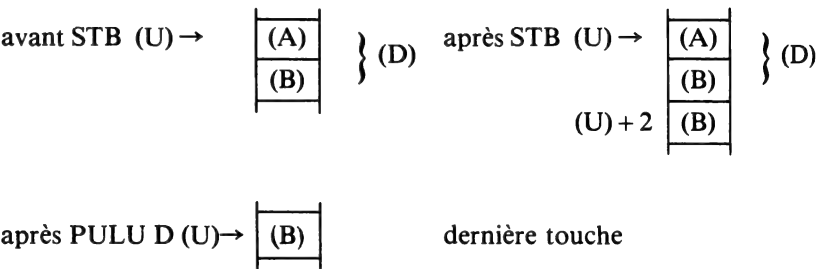 avant STB (U) → (A) } (D) après STB (U) → (A) } (D)
(B) (B)
(U) + 2 (B)
après PULU D (U) → (B) dernière touche